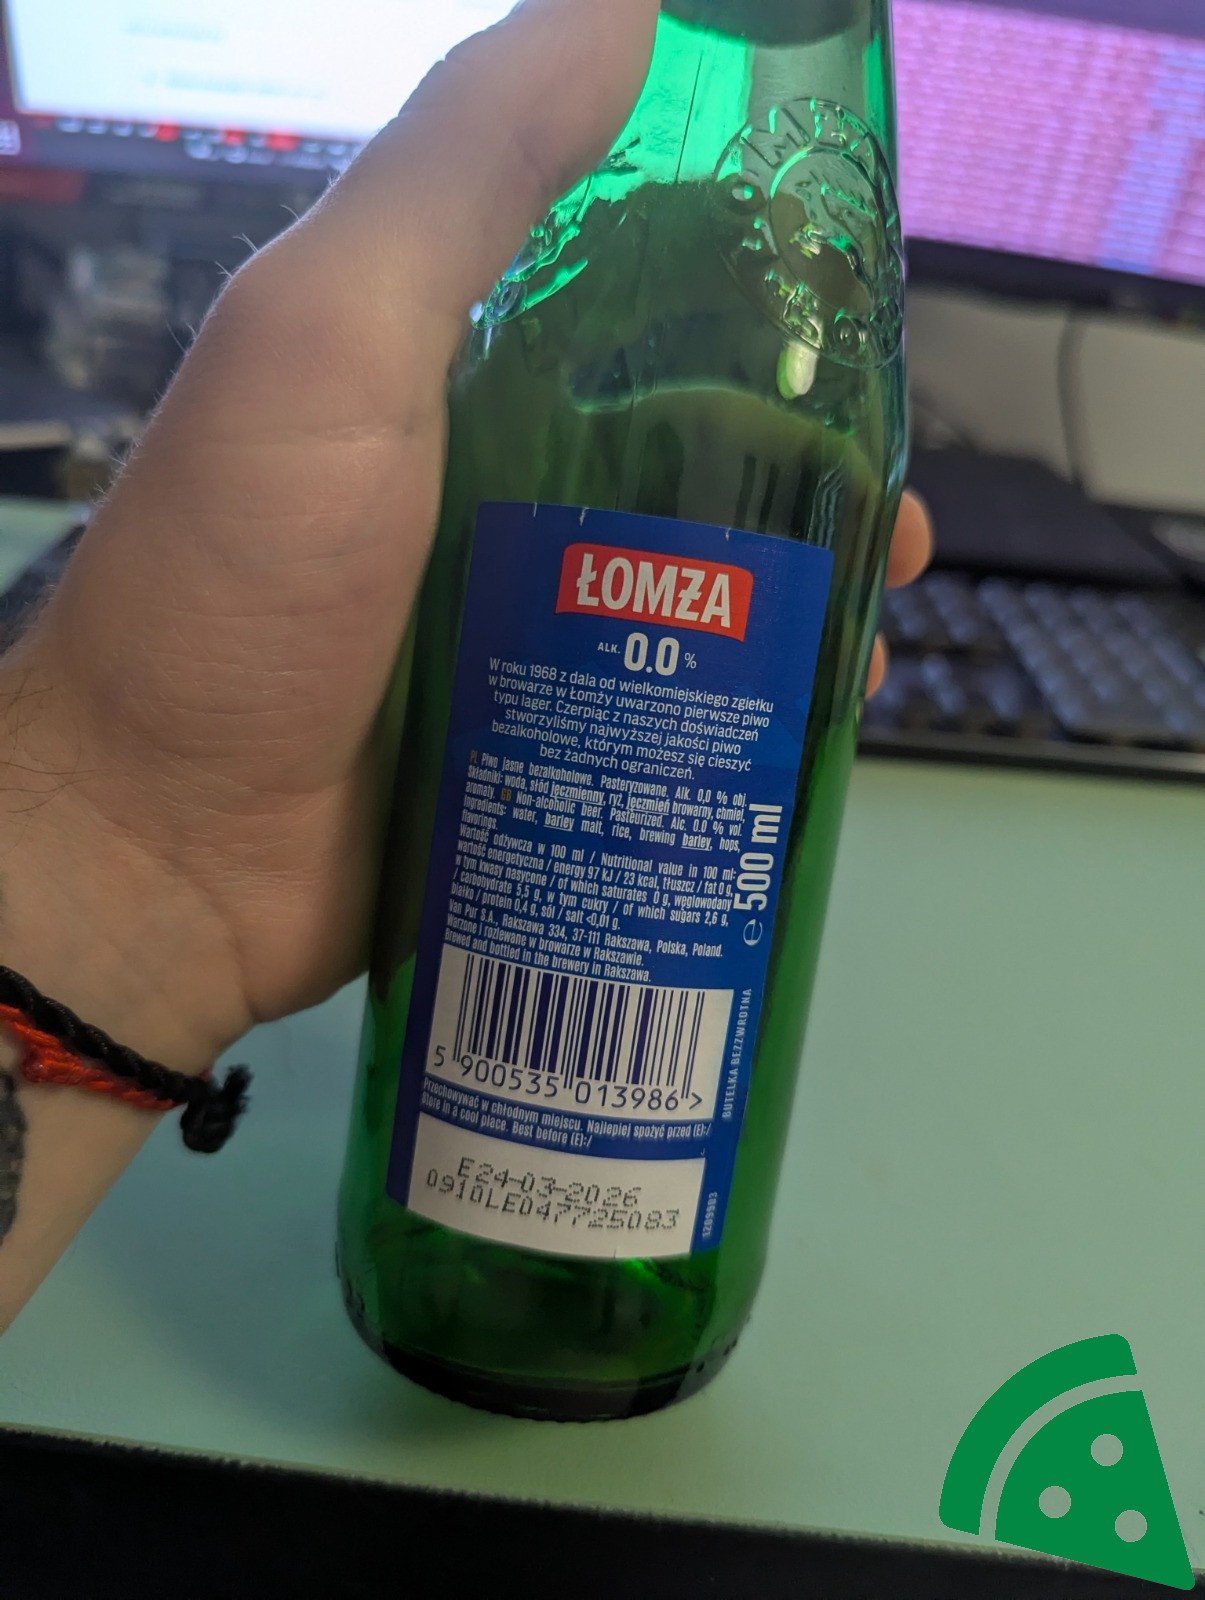 ŁOMŻA
ALK. 0.0 %
W roku 1968 z dala od wielkomiejskiego zgiełku
w browarze w Łomży uwarzono pierwsze piwo
typu lager. Czerpiąc z naszych doświadczeń
stworzyliśmy najwyższej jakości piwo
bezalkoholowe, którym możesz się cieszyć
bez żadnych ograniczeń.
PL Piwo jasne bezalkoholowe. Pasteryzowane. Alk. 0,0 % obj.
Składniki: woda, słód jęczmienny, ryż, jęczmień browarny, chmiel,
aromaty. GB Non-alcoholic beer. Pasteurized. Alc. 0.0 % vol.
Ingredients: water, barley malt, rice, brewing barley, hops,
flavorings.
Wartość odżywcza w 100 ml / Nutritional value in 100 ml:
wartość energetyczna / energy 97 kJ / 23 kcal, tłuszcz / fat 0 g,
w tym kwasy nasycone / of which saturates 0 g, węglowodany
/ carbohydrate 5,5 g, w tym cukry / of which sugars 2,6 g,
białko / protein 0,4 g, sól / salt <0,01 g.
Van Pur S.A., Rakszawa 334, 37-111 Rakszawa, Polska, Poland.
Warzone i rozlewane w browarze w Rakszawie.
Brewed and bottled in the brewery in Rakszawa.
e 500 ml
5 900535 013986 >
BUTELKA BEZZWROTNA
Przechowywać w chłodnym miejscu. Najlepiej spożyć przed (E):/
Store in a cool place. Best before (E):/
E24-03-2026
0910LE047725083
1209503